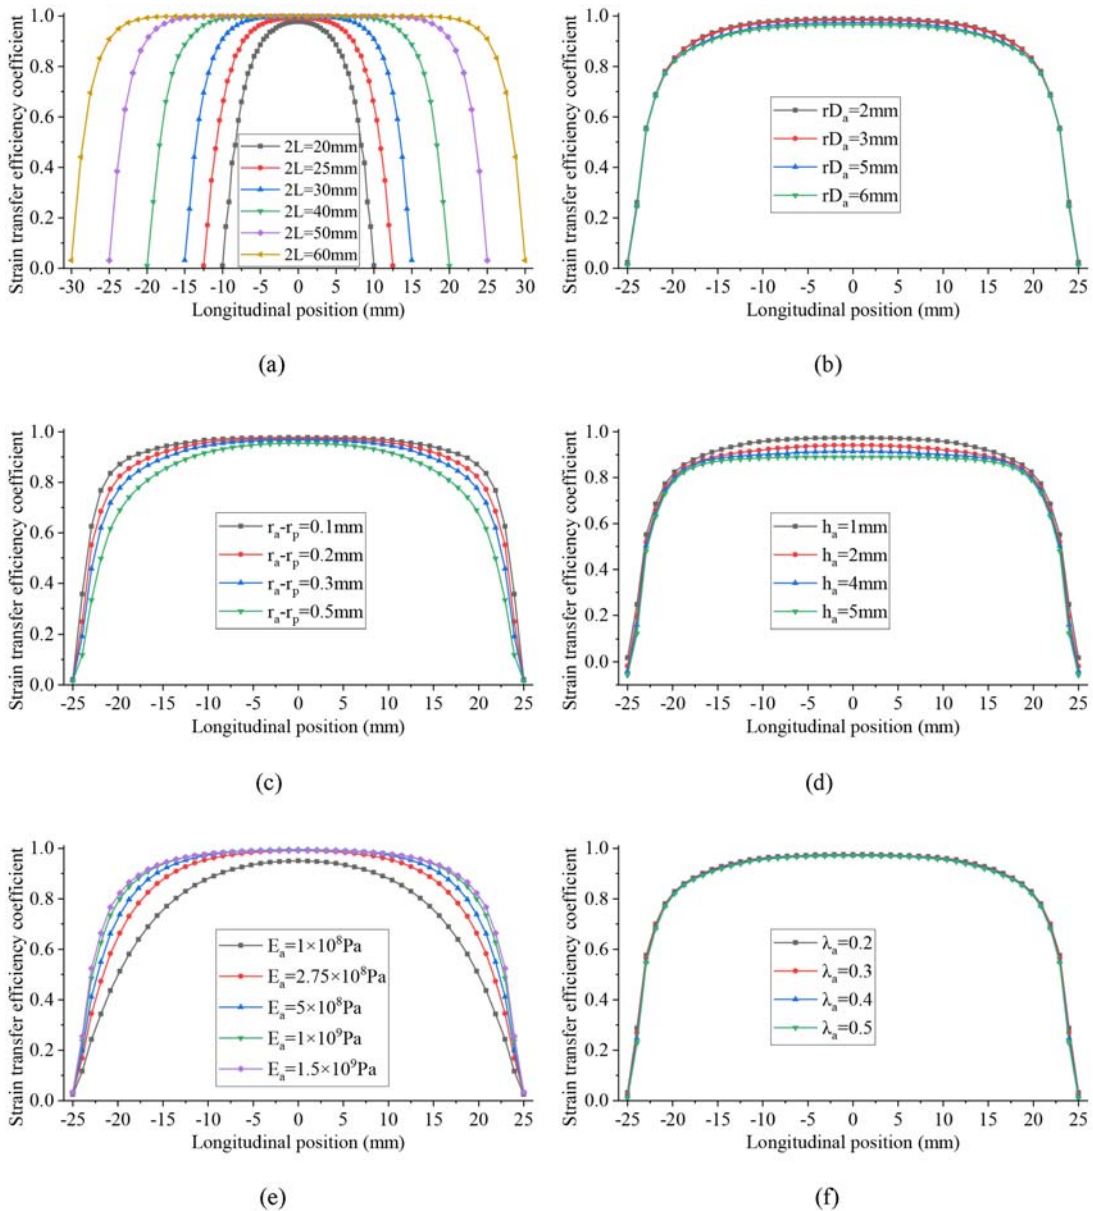 Strain transfer efficiency coefficient
1.0
0.8
0.6
0.4
0.2
0.0
2L=20mm
2L=25mm
2L=30mm
2L=40mm
2L=50mm
2L=60mm
-30 -25 -20 -15 -10 -5 0 5 10 15 20 25 30
Longitudinal position (mm)
(a)
Strain transfer efficiency coefficient
1.0
0.8
0.6
0.4
0.2
0.0
rDₐ=2mm
rDₐ=3mm
rDₐ=5mm
rDₐ=6mm
-25 -20 -15 -10 -5 0 5 10 15 20 25
Longitudinal position (mm)
(b)
Strain transfer efficiency coefficient
1.0
0.8
0.6
0.4
0.2
0.0
rₐ-rₚ=0.1mm
rₐ-rₚ=0.2mm
rₐ-rₚ=0.3mm
rₐ-rₚ=0.5mm
-25 -20 -15 -10 -5 0 5 10 15 20 25
Longitudinal position (mm)
(c)
Strain transfer efficiency coefficient
1.0
0.8
0.6
0.4
0.2
0.0
hₐ=1mm
hₐ=2mm
hₐ=4mm
hₐ=5mm
-25 -20 -15 -10 -5 0 5 10 15 20 25
Longitudinal position (mm)
(d)
Strain transfer efficiency coefficient
1.0
0.8
0.6
0.4
0.2
0.0
Eₐ=1×10⁸Pa
Eₐ=2.75×10⁸Pa
Eₐ=5×10⁸Pa
Eₐ=1×10⁹Pa
Eₐ=1.5×10⁹Pa
-25 -20 -15 -10 -5 0 5 10 15 20 25
Longitudinal position (mm)
(e)
Strain transfer efficiency coefficient
1.0
0.8
0.6
0.4
0.2
0.0
λₐ=0.2
λₐ=0.3
λₐ=0.4
λₐ=0.5
-25 -20 -15 -10 -5 0 5 10 15 20 25
Longitudinal position (mm)
(f)